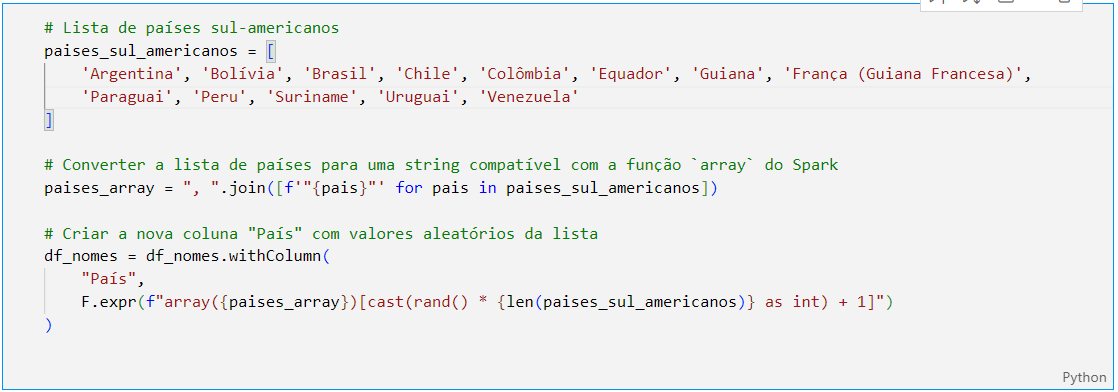 # Lista de países sul-americanos
paises_sul_americanos = [
    'Argentina', 'Bolívia', 'Brasil', 'Chile', 'Colômbia', 'Equador', 'Guiana', 'França (Guiana Francesa)',
    'Paraguai', 'Peru', 'Suriname', 'Uruguai', 'Venezuela'
]
# Converter a lista de países para uma string compatível com a função `array` do Spark
paises_array = ", ".join([f'"{pais}"' for pais in paises_sul_americanos])
# Criar a nova coluna "País" com valores aleatórios da lista
df_nomes = df_nomes.withColumn(
    "País",
    F.expr(f"array({paises_array})[cast(rand() * {len(paises_sul_americanos)} as int) + 1]")
)
Python